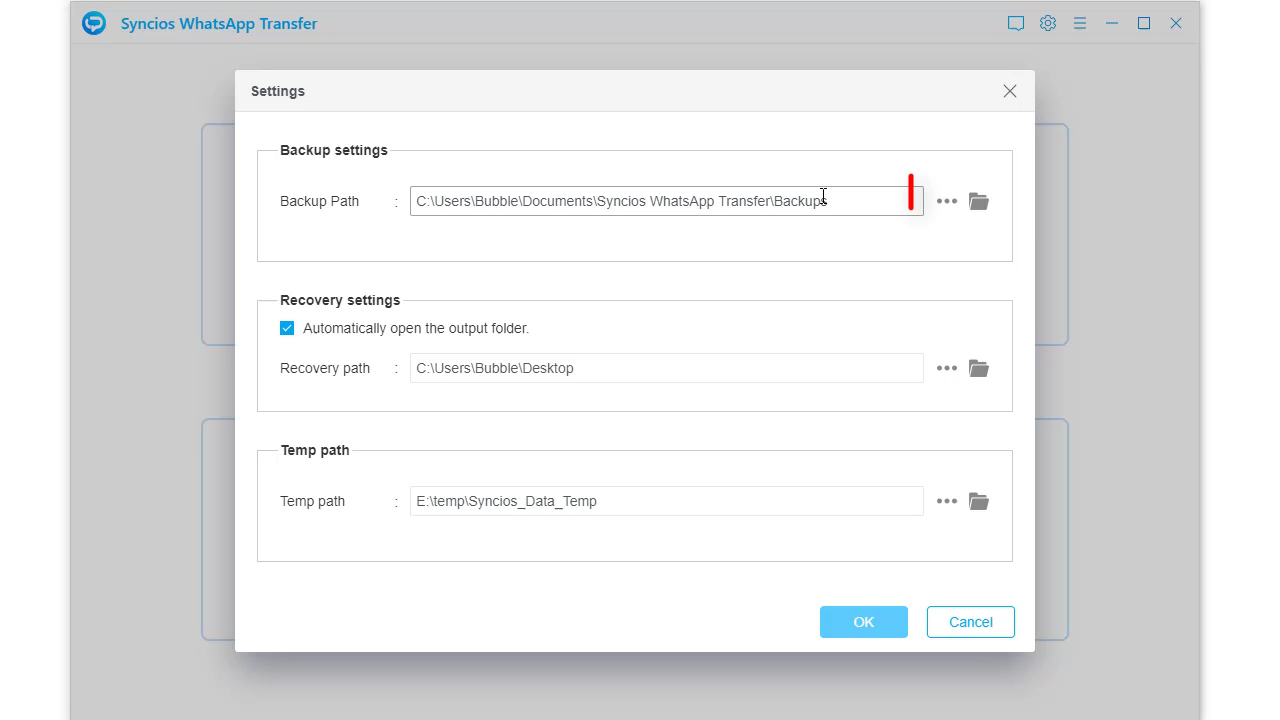 Syncios WhatsApp Transfer
Settings
Backup settings
Backup Path : C:\Users\Bubble\Documents\Syncios WhatsApp Transfer\Backups
Recovery settings
Automatically open the output folder.
Recovery path : C:\Users\Bubble\Desktop
Temp path
Temp path : E:\temp\Syncios_Data_Temp
OK Cancel